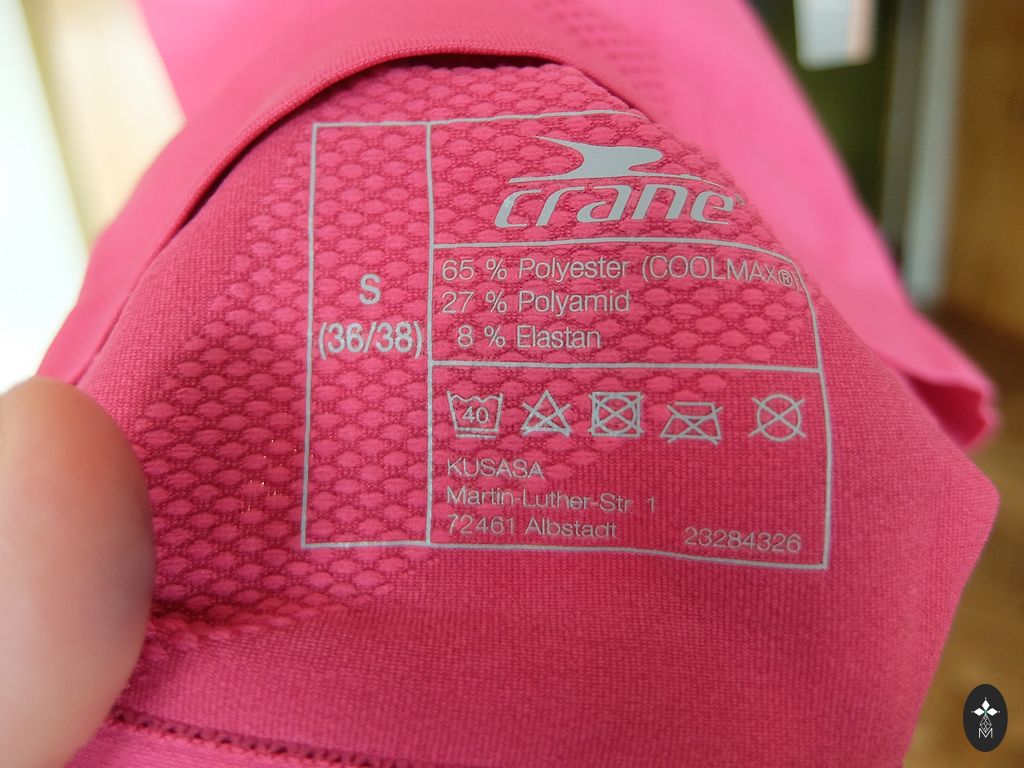 crane®
S
(36/38)
65 % Polyester (COOLMAX®)
27 % Polyamid
8 % Elastan
40
KUSASA
Martin-Luther-Str. 1
72461 Albstadt
23284326
M